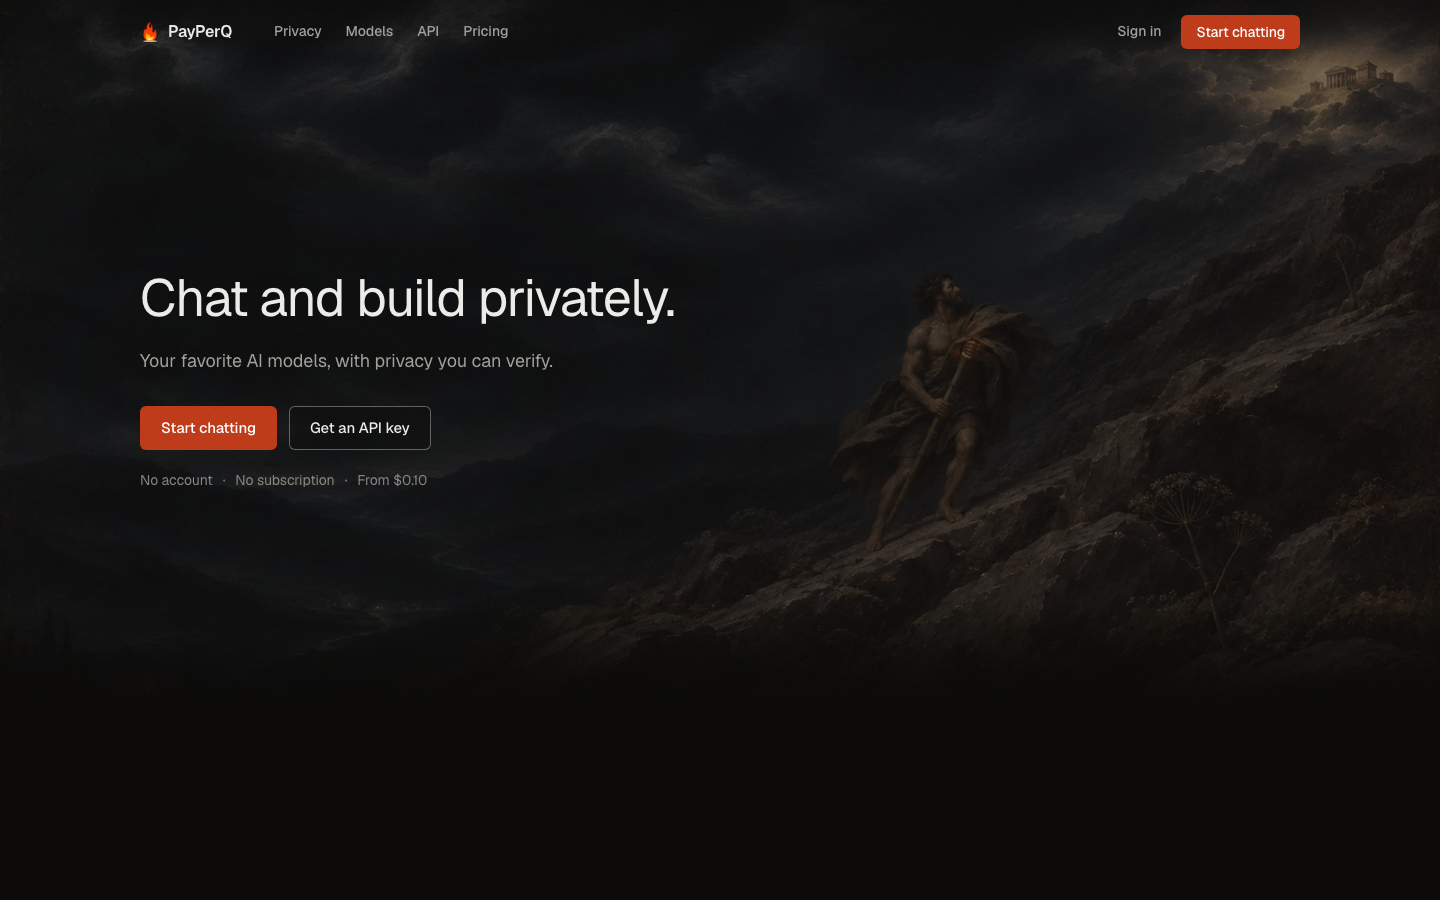 PayPerQ
Privacy
Models
API
Pricing
Sign in
Start chatting
Chat and build privately.
Your favorite AI models, with privacy you can verify.
Start chatting
Get an API key
No account · No subscription · From $0.10